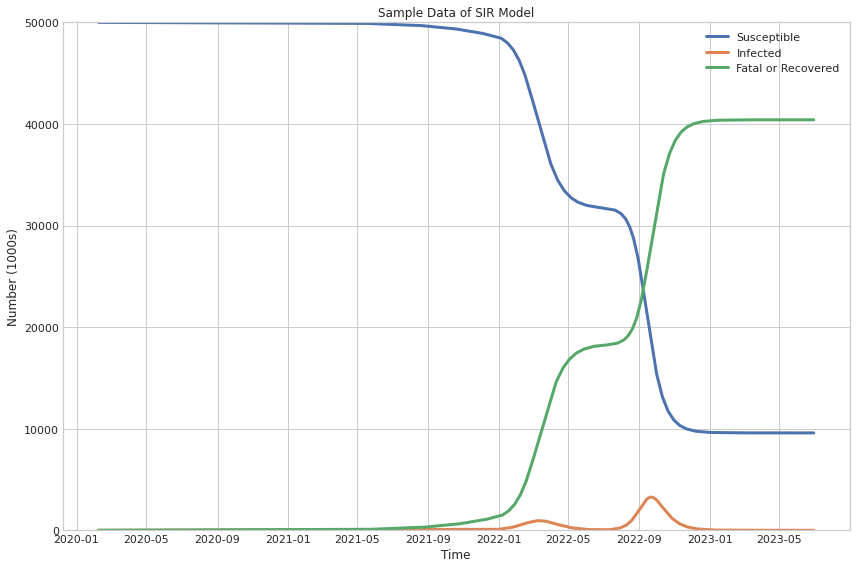 Sample Data of SIR Model
50000
40000
30000
20000
10000
0
Number (1000s)
Susceptible
Infected
Fatal or Recovered
2020-01 2020-05 2020-09 2021-01 2021-05 2021-09 2022-01 2022-05 2022-09 2023-01 2023-05
Time